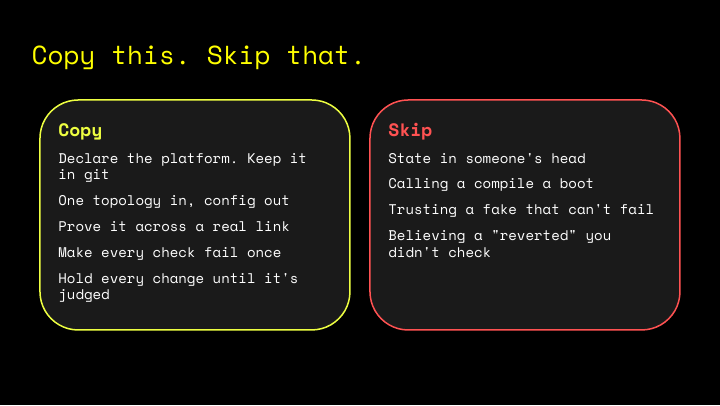 Copy this. Skip that.
Copy
Declare the platform. Keep it
in git
One topology in, config out
Prove it across a real link
Make every check fail once
Hold every change until it's
judged
Skip
State in someone's head
Calling a compile a boot
Trusting a fake that can't fail
Believing a "reverted" you
didn't check